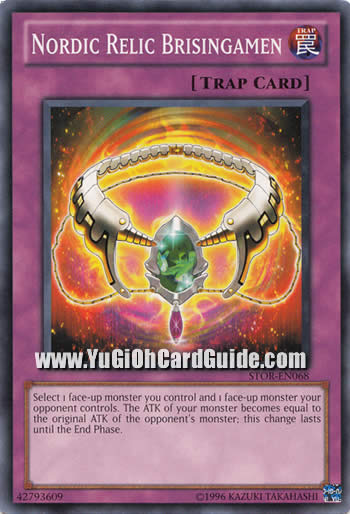 NORDIC RELIC BRISINGAMEN
TRAP
罠
[TRAP CARD]
www.YuGiOhCardGuide.com
STOR-EN068
Select 1 face-up monster you control and 1 face-up monster your
opponent controls. The ATK of your monster becomes equal to
the original ATK of the opponent's monster; this change lasts
until the End Phase.
42793609
©1996 KAZUKI TAKAHASHI